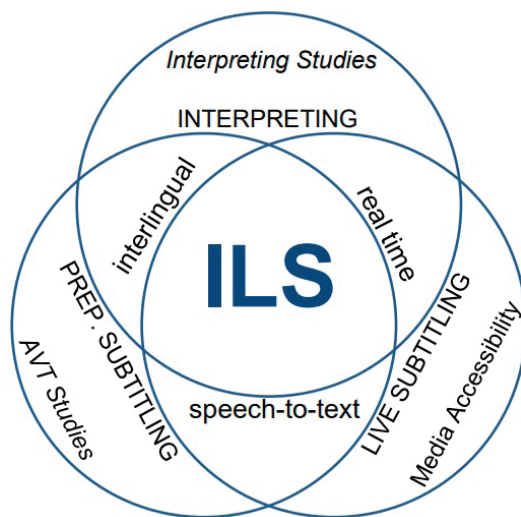 Interpreting Studies
INTERPRETING
interlingual
real time
ILS
PREP . SUBTITLING
LIVE SUBTITLING
AVT Studies
Media Accessibility
speech-to-text